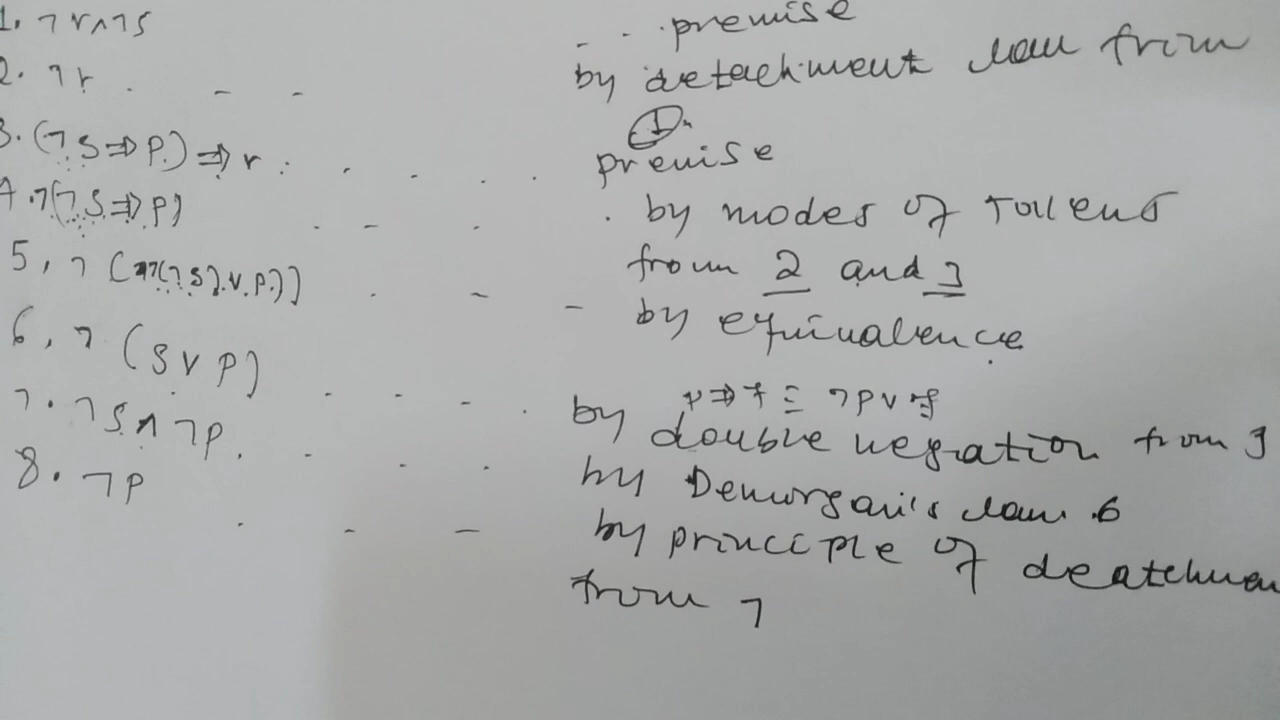 1. ¬r∧¬s . . premise
2. ¬r . - - by detachment law from
①.
3. (¬s⇒p.)⇒r : . . . . premise
4. ¬(¬s⇒p) . - - . . by modes of Tollens
from 2 and 3
5, ¬(¬(¬s).v.p.)) . - - by equivalence
p⇒q ≡ ¬p∨q
6, ¬(s∨p) . - - . by double negation from 5
7. ¬s∧¬p. . . . by Demorgan's law .6
8. ¬p . - - by principle of deatchmen
from 7